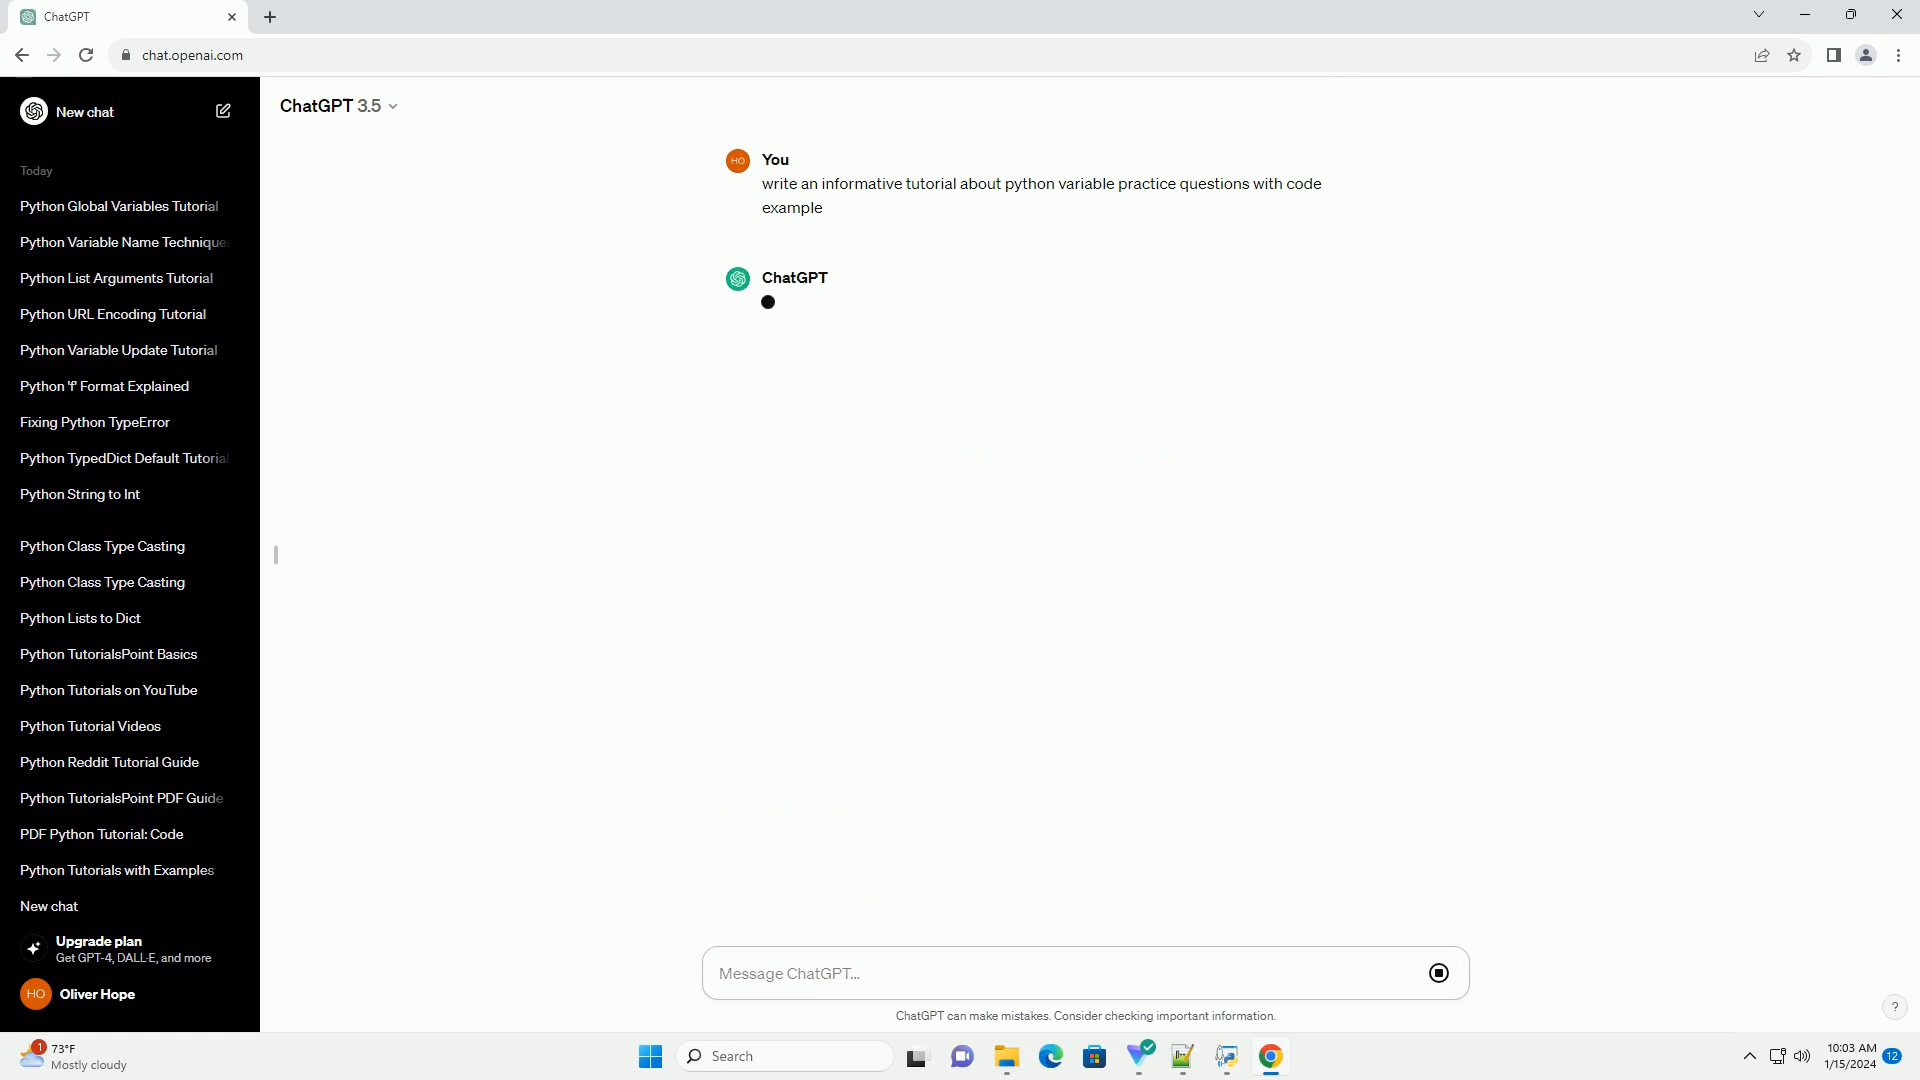 ChatGPT
chat.openai.com
New chat
Today
Python Global Variables Tutorial
Python Variable Name Techniques
Python List Arguments Tutorial
Python URL Encoding Tutorial
Python Variable Update Tutorial
Python 'f' Format Explained
Fixing Python TypeError
Python TypedDict Default Tutorial
Python String to Int
Python Class Type Casting
Python Class Type Casting
Python Lists to Dict
Python TutorialsPoint Basics
Python Tutorials on YouTube
Python Tutorial Videos
Python Reddit Tutorial Guide
Python TutorialsPoint PDF Guide
PDF Python Tutorial: Code
Python Tutorials with Examples
New chat
Upgrade plan
Get GPT-4, DALL·E, and more
HO Oliver Hope
ChatGPT 3.5
HO You
write an informative tutorial about python variable practice questions with code
example
ChatGPT
Message ChatGPT...
ChatGPT can make mistakes. Consider checking important information.
?
1 73°F
Mostly cloudy
Search
10:03 AM
1/15/2024
12